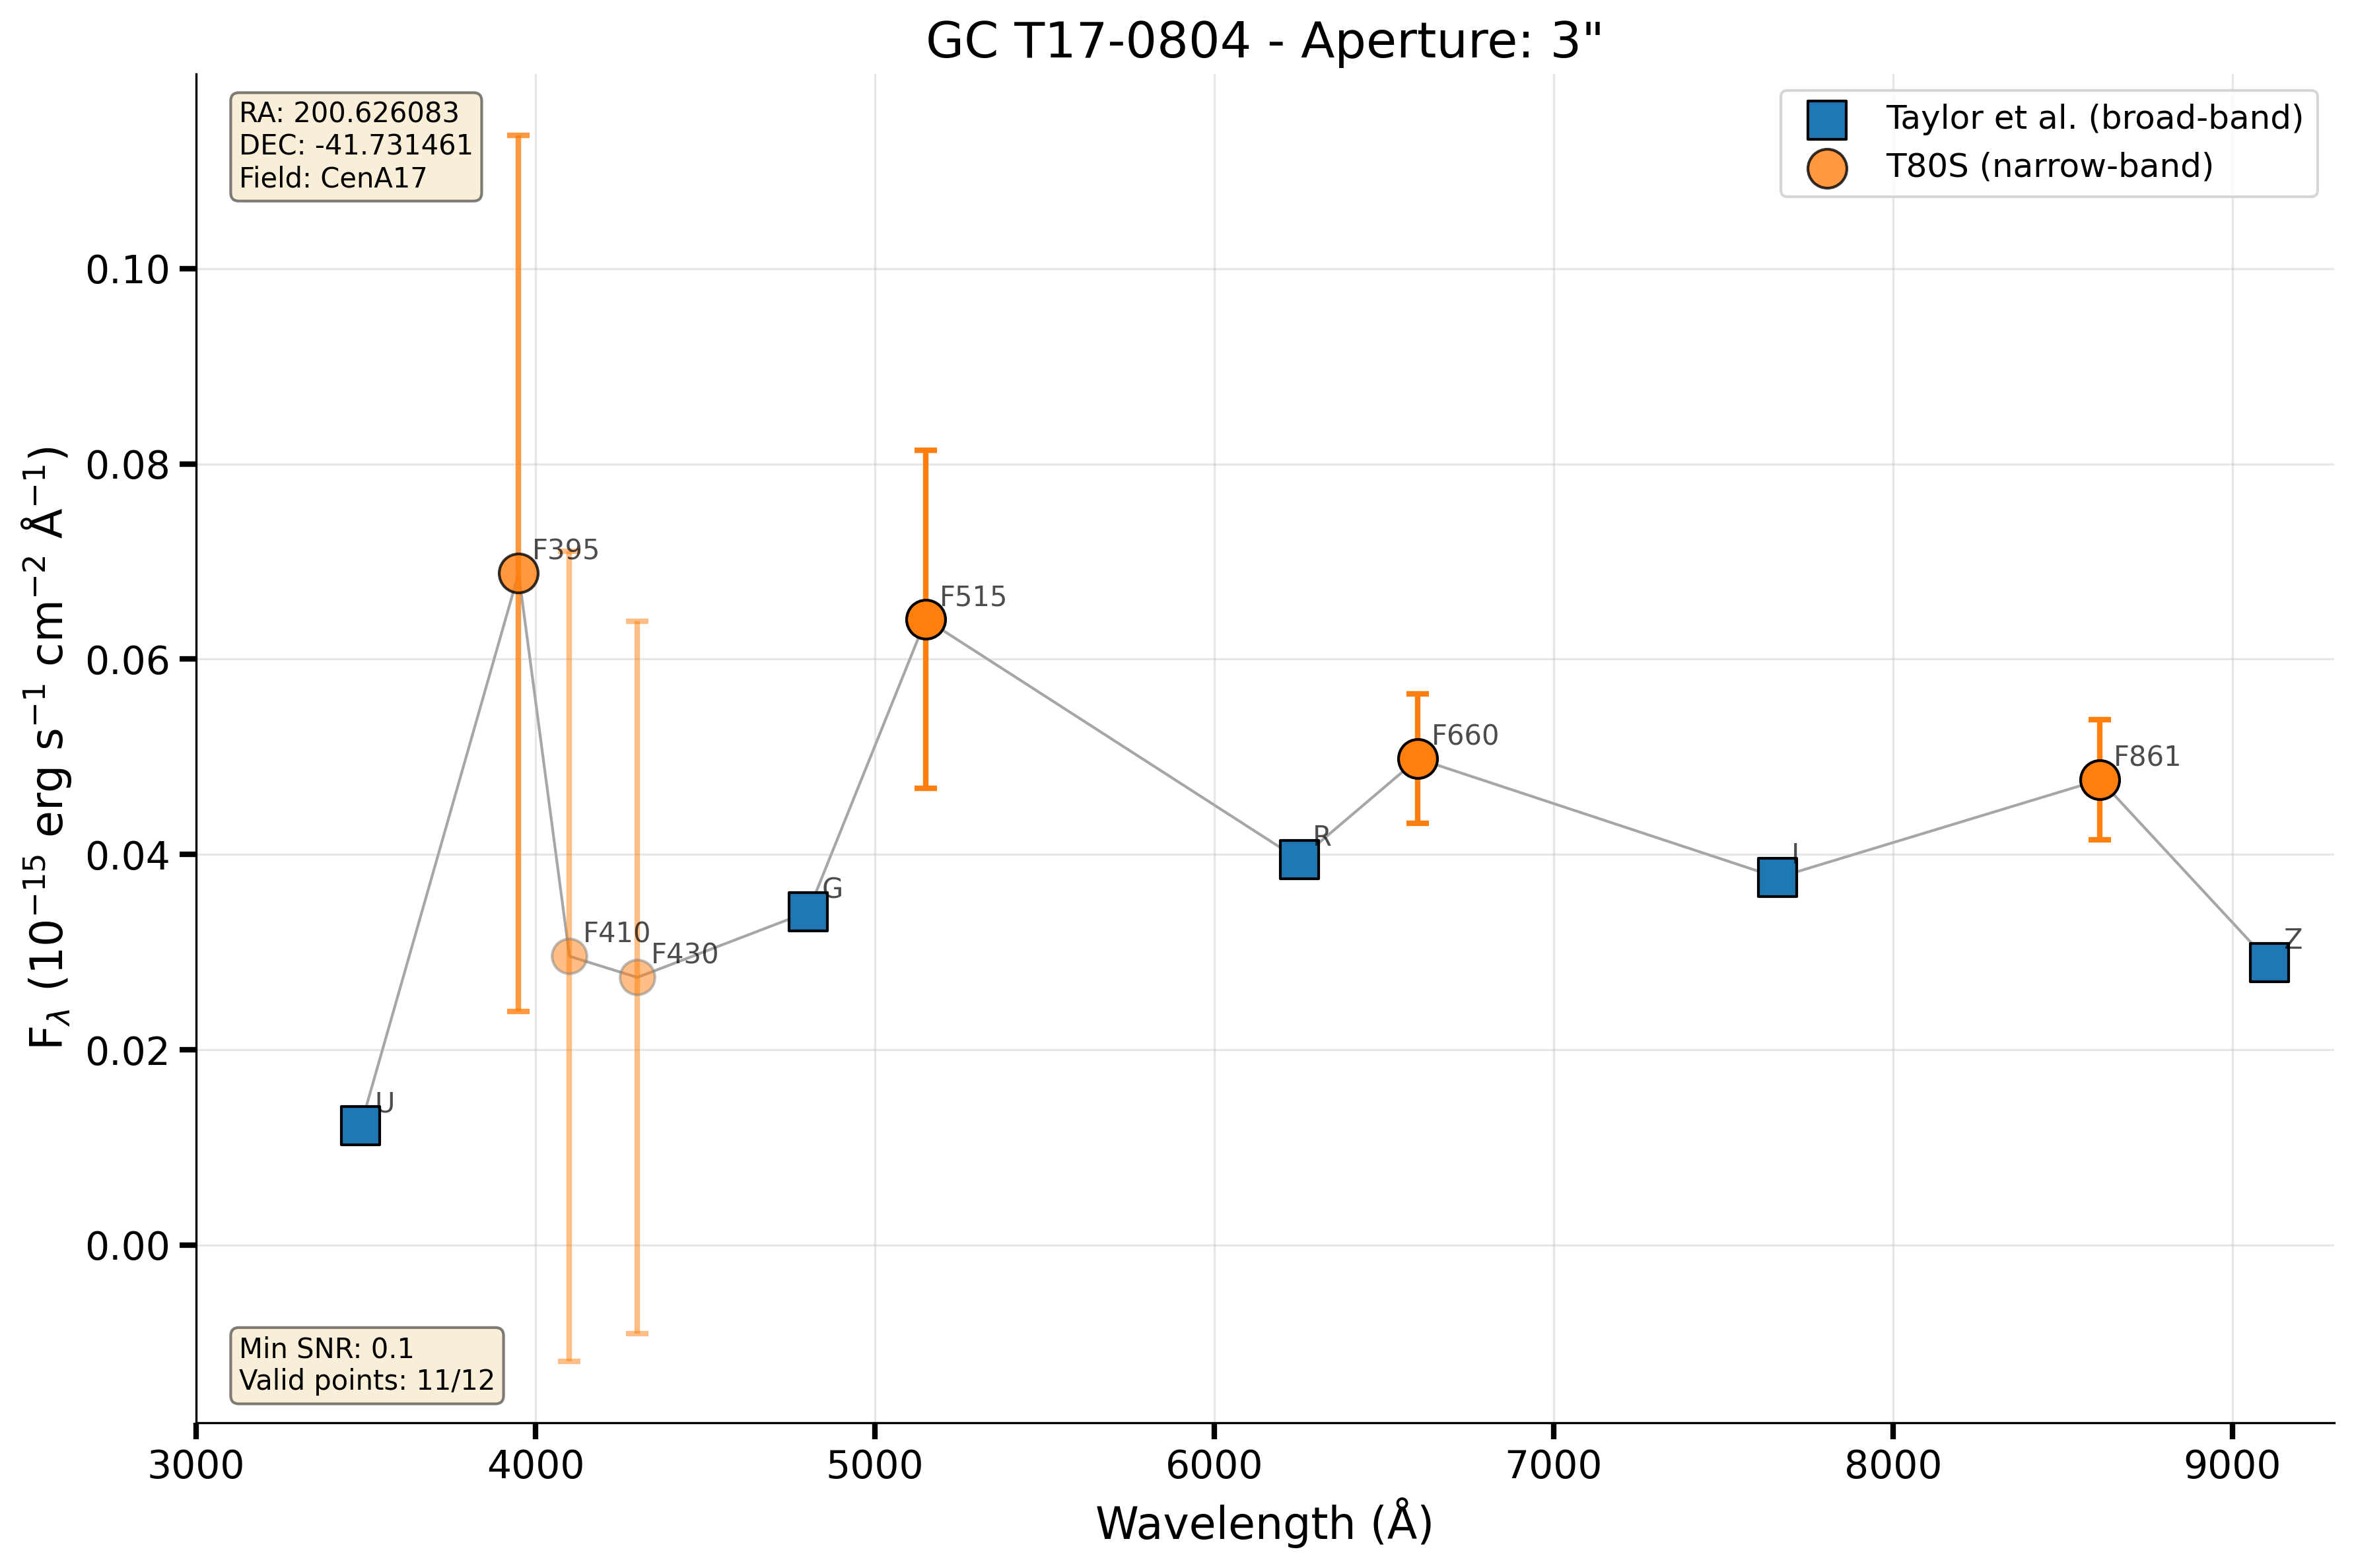 GC T17-0804 - Aperture: 3"
RA: 200.626083
DEC: -41.731461
Field: CenA17
Taylor et al. (broad-band)
T80S (narrow-band)
F_λ (10⁻¹⁵ erg s⁻¹ cm⁻² Å⁻¹)
0.10
0.08
0.06
0.04
0.02
0.00
U
F395
F410
F430
G
F515
R
F660
I
F861
Z
Min SNR: 0.1
Valid points: 11/12
3000 4000 5000 6000 7000 8000 9000
Wavelength (Å)